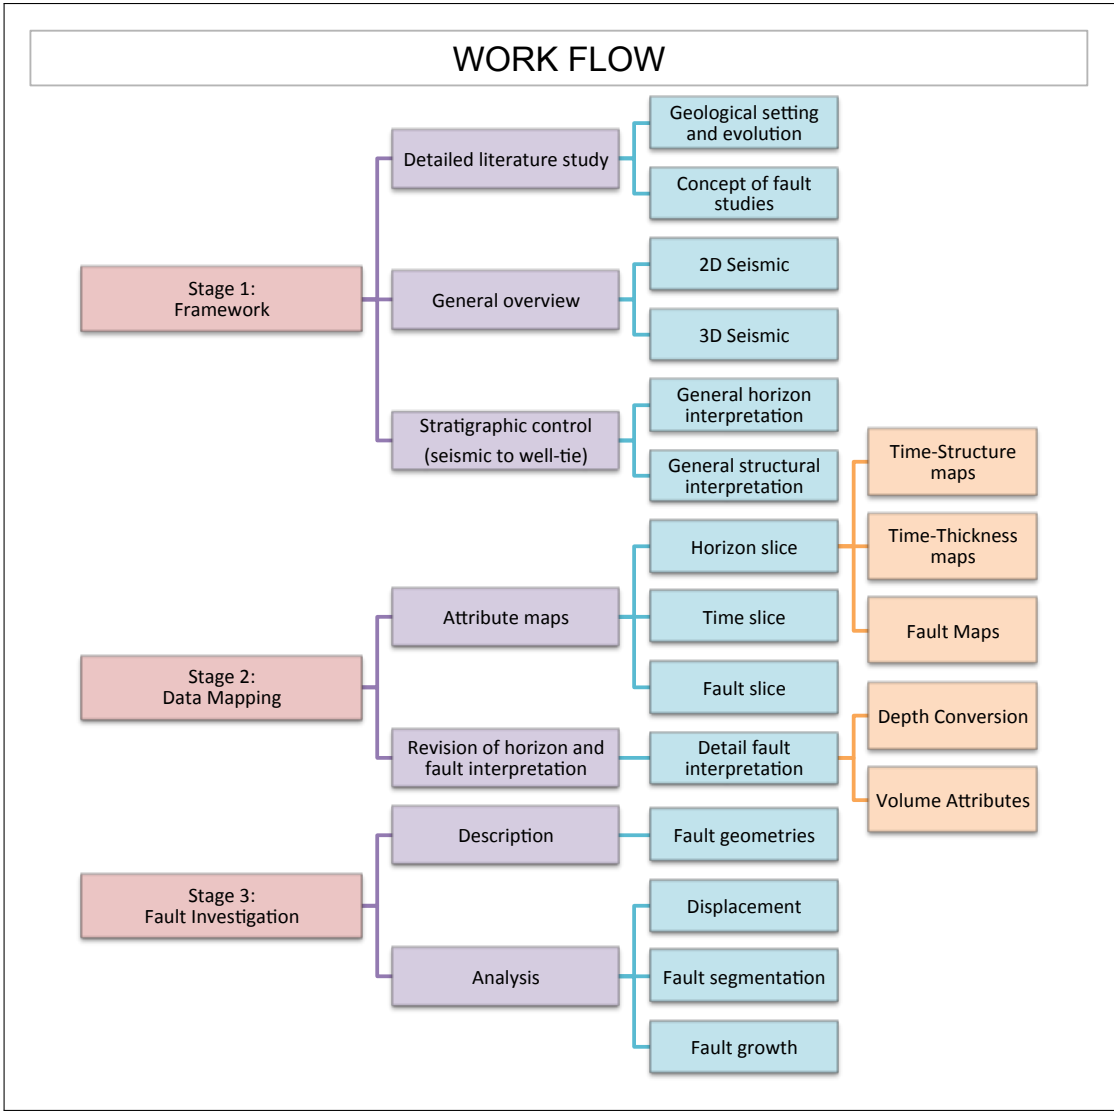 WORK FLOW
Stage 1:
Framework
Detailed literature study
Geological setting
and evolution
Concept of fault
studies
General overview
2D Seismic
3D Seismic
Stratigraphic control
(seismic to well-tie)
General horizon
interpretation
General structural
interpretation
Stage 2:
Data Mapping
Attribute maps
Horizon slice
Time-Structure
maps
Time-Thickness
maps
Fault Maps
Time slice
Fault slice
Revision of horizon and
fault interpretation
Detail fault
interpretation
Depth Conversion
Volume Attributes
Stage 3:
Fault Investigation
Description
Fault geometries
Analysis
Displacement
Fault segmentation
Fault growth